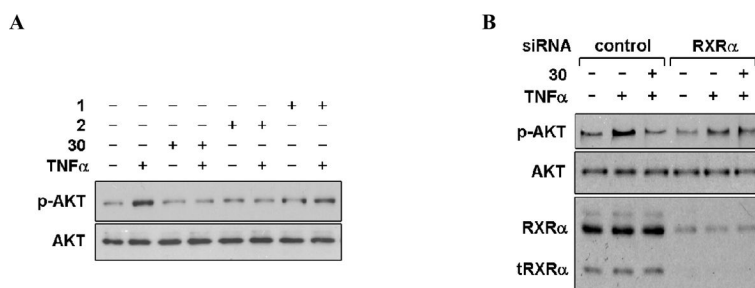 A
1 – – – – – – + +
2 – – – – + + – –
30 – – + + – – – –
TNFα – + – + – + – +
p-AKT
AKT
B
siRNA control RXRα
30 – – + – – +
TNFα – + + – + +
p-AKT
AKT
RXRα
tRXRα